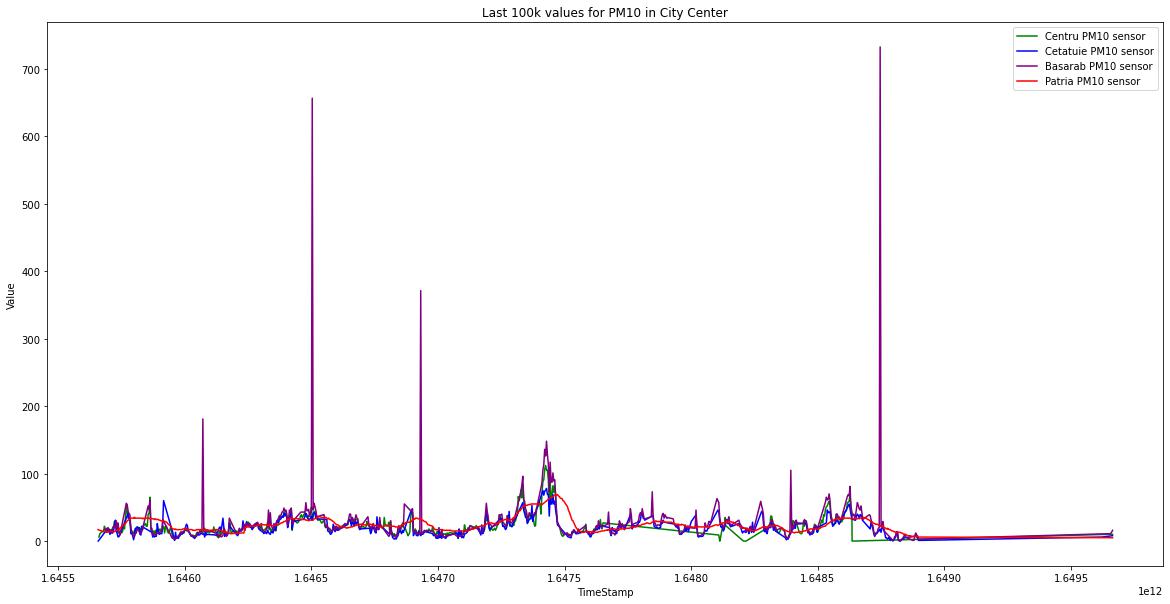 Last 100k values for PM10 in City Center
Centru PM10 sensor
Cetatuie PM10 sensor
Basarab PM10 sensor
Patria PM10 sensor
700
600
500
400
300
200
100
0
Value
1.6455 1.6460 1.6465 1.6470 1.6475 1.6480 1.6485 1.6490 1.6495
1e12
TimeStamp